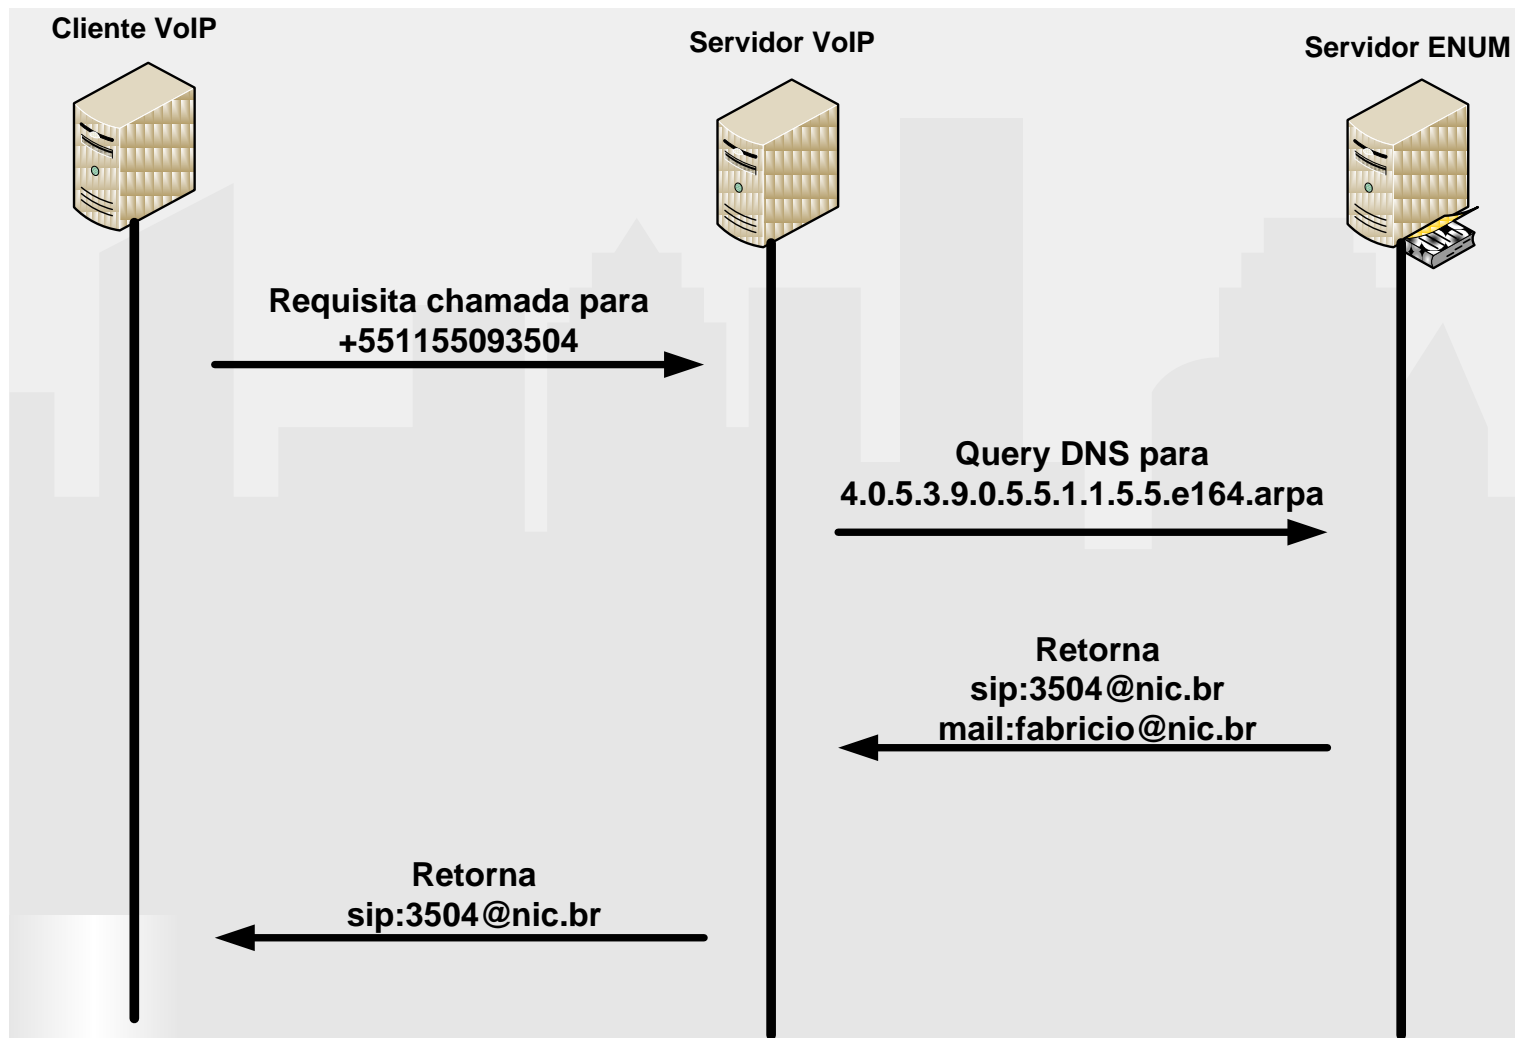 Cliente VoIP
Servidor VoIP
Servidor ENUM
Requisita chamada para
+551155093504
Query DNS para
4.0.5.3.9.0.5.5.1.1.5.5.e164.arpa
Retorna
sip:3504@nic.br
mail:fabricio@nic.br
Retorna
sip:3504@nic.br